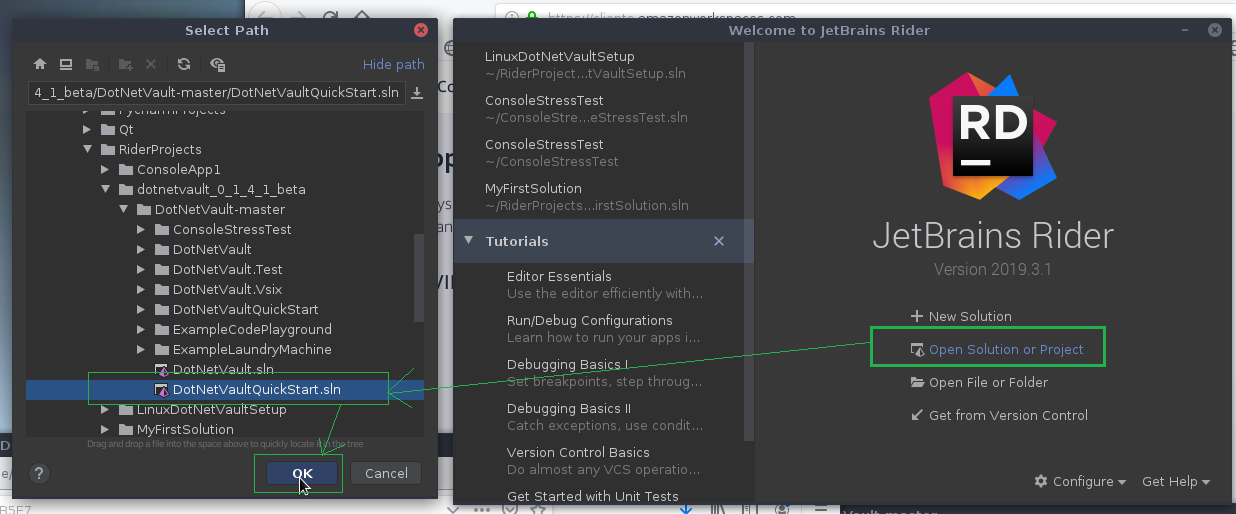 https://clients.amazonworkspaces.com
Select Path
Hide path
4_1_beta/DotNetVault-master/DotNetVaultQuickStart.sln
PycharmProjects
Qt
RiderProjects
ConsoleApp1
dotnetvault_0_1_4_1_beta
DotNetVault-master
ConsoleStressTest
DotNetVault
DotNetVault.Test
DotNetVault.Vsix
DotNetVaultQuickStart
ExampleCodePlayground
ExampleLaundryMachine
DotNetVault.sln
DotNetVaultQuickStart.sln
LinuxDotNetVaultSetup
MyFirstSolution
Drag and drop a file into the space above to quickly locate it in the tree
?
OK
Cancel
B5E7
Welcome to JetBrains Rider
LinuxDotNetVaultSetup
~/RiderProject...tVaultSetup.sln
ConsoleStressTest
~/ConsoleStre...eStressTest.sln
ConsoleStressTest
~/ConsoleStressTest
MyFirstSolution
~/RiderProjects...irstSolution.sln
Tutorials
Editor Essentials
Use the editor efficiently with...
Run/Debug Configurations
Learn how to run your apps i...
Debugging Basics I
Set breakpoints, step throug...
Debugging Basics II
Catch exceptions, use condit...
Version Control Basics
Do almost any VCS operatio...
Get Started with Unit Tests
RD
JetBrains Rider
Version 2019.3.1
New Solution
Open Solution or Project
Open File or Folder
Get from Version Control
Configure
Get Help